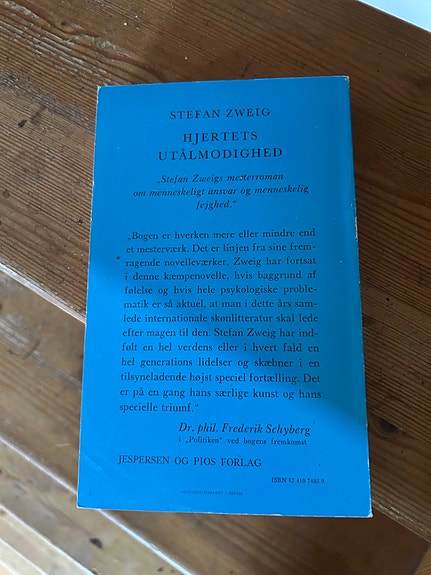 STEFAN ZWEIG
HJERTETS
UTÅLMODIGHED
„Stefan Zweigs mesterroman
om menneskeligt ansvar og menneskelig
fejghed.“
„Bogen er hverken mere eller mindre end
et mesterværk. Det er linjen fra sine frem-
ragende novelleværker. Zweig har fortsat
i denne kæmpenovelle, hvis baggrund af
følelse og hvis hele psykologiske proble-
matik er så aktuel, at man i dette års sam-
lede internationale skønlitteratur skal lede
efter magen til den. Stefan Zweig har ind-
følt en hel verdens eller i hvert fald en
hel generations lidelser og skæbner i en
tilsyneladende højst speciel fortælling. Det
er på en gang hans særlige kunst og hans
specielle triumf.“
Dr. phil. Frederik Schyberg
i „Politiken“ ved bogens fremkomst
JESPERSEN OG PIOS FORLAG
ISBN 87 419 7485 9